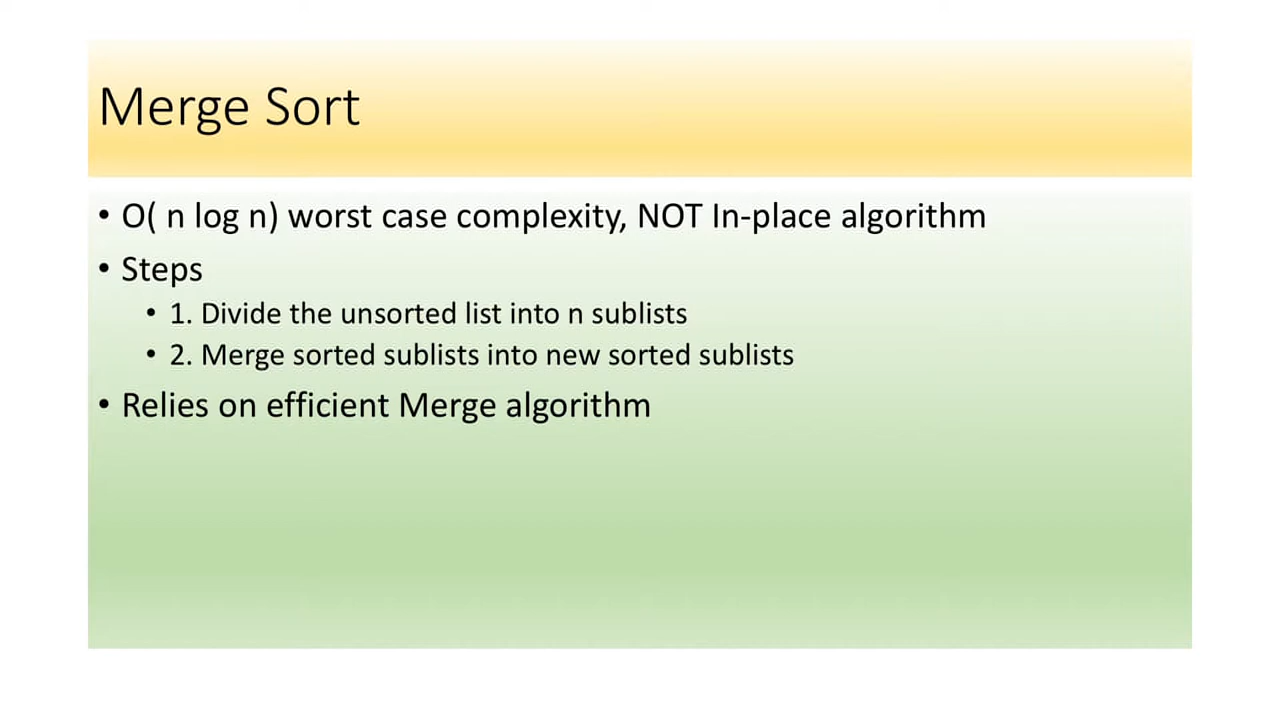 Merge Sort
• O( n log n) worst case complexity, NOT In-place algorithm
• Steps
• 1. Divide the unsorted list into n sublists
• 2. Merge sorted sublists into new sorted sublists
• Relies on efficient Merge algorithm